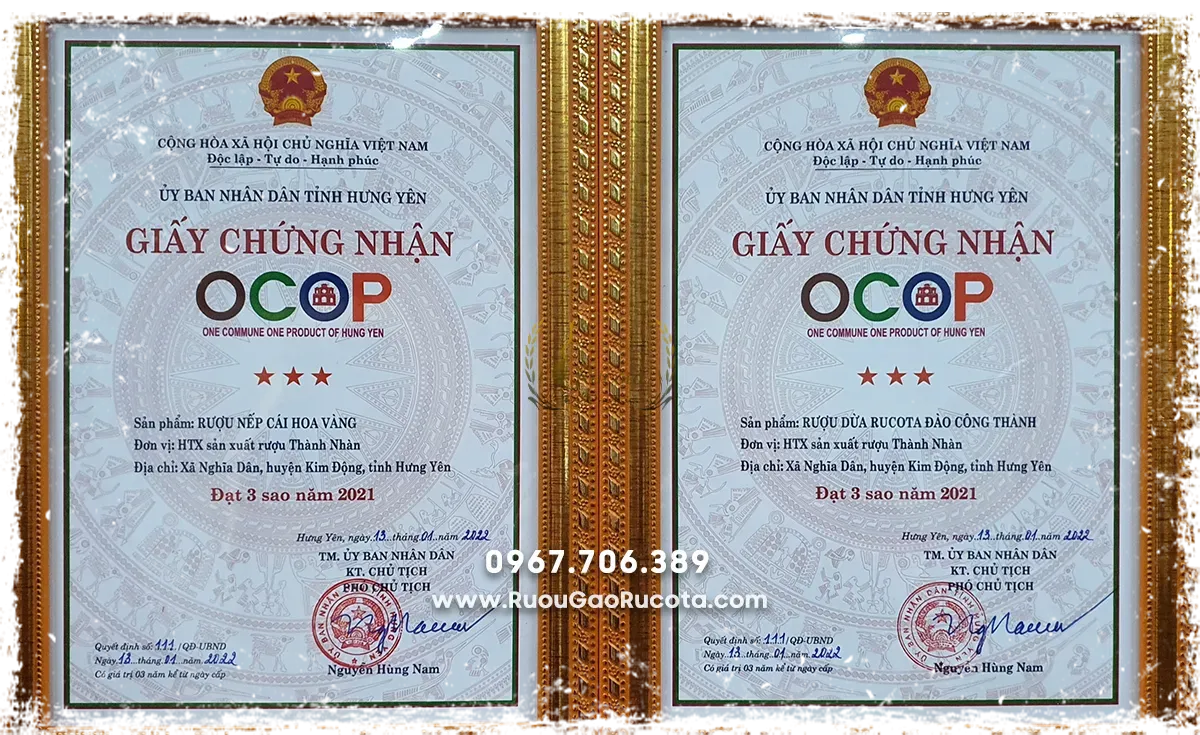 CỘNG HÒA XÃ HỘI CHỦ NGHĨA VIỆT NAM
Độc lập - Tự do - Hạnh phúc
ỦY BAN NHÂN DÂN TỈNH HƯNG YÊN
GIẤY CHỨNG NHẬN
OCOP
ONE COMMUNE ONE PRODUCT OF HUNG YEN
Sản phẩm: RƯỢU NẾP CÁI HOA VÀNG
Đơn vị: HTX sản xuất rượu Thành Nhàn
Địa chỉ: Xã Nghĩa Dân, huyện Kim Động, tỉnh Hưng Yên
Đạt 3 sao năm 2021
Hưng Yên, ngày 13 tháng 01 năm 2022
TM. ỦY BAN NHÂN DÂN
KT. CHỦ TỊCH
PHÓ CHỦ TỊCH
Quyết định số: 111 /QĐ-UBND
Ngày 13 tháng 01 năm 2022
Có giá trị 03 năm kể từ ngày cấp
Nguyễn Hùng Nam
CỘNG HÒA XÃ HỘI CHỦ NGHĨA VIỆT NAM
Độc lập - Tự do - Hạnh phúc
ỦY BAN NHÂN DÂN TỈNH HƯNG YÊN
GIẤY CHỨNG NHẬN
OCOP
ONE COMMUNE ONE PRODUCT OF HUNG YEN
Sản phẩm: RƯỢU DỪA RUCOTA ĐÀO CÔNG THÀNH
Đơn vị: HTX sản xuất rượu Thành Nhàn
Địa chỉ: Xã Nghĩa Dân, huyện Kim Động, tỉnh Hưng Yên
Đạt 3 sao năm 2021
Hưng Yên, ngày 13 tháng 01 năm 2022
TM. ỦY BAN NHÂN DÂN
KT. CHỦ TỊCH
PHÓ CHỦ TỊCH
Quyết định số: 111 /QĐ-UBND
Ngày 13 tháng 01 năm 2022
Có giá trị 03 năm kể từ ngày cấp
Nguyễn Hùng Nam
0967.706.389
www.RuouGaoRucota.com